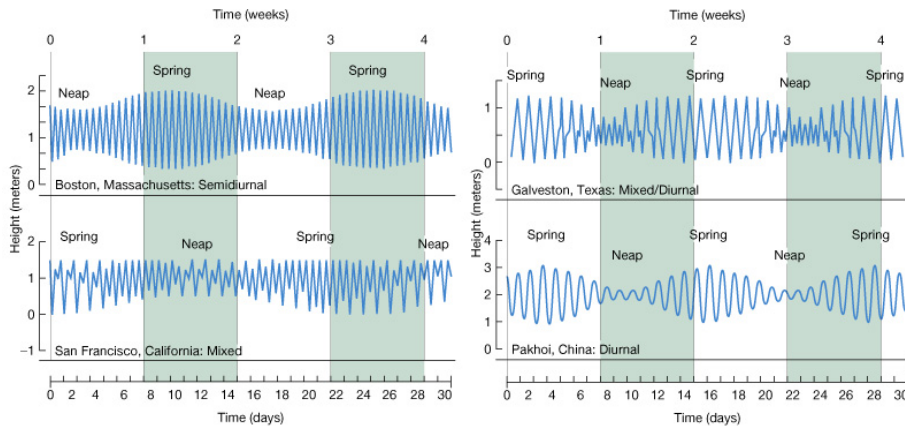 Time (weeks)
0 1 2 3 4
Spring Spring
Neap Neap
2
1
0
Boston, Massachusetts: Semidiurnal
Height (meters)
Spring Neap Spring Neap
2
1
0
−1
San Francisco, California: Mixed
0 2 4 6 8 10 12 14 16 18 20 22 24 26 28 30
Time (days)
Time (weeks)
0 1 2 3 4
Spring Neap Spring Neap Spring
1
0
Galveston, Texas: Mixed/Diurnal
Height (meters)
Spring Spring Spring
Neap Neap
4
3
2
1
0
Pakhoi, China: Diurnal
0 2 4 6 8 10 12 14 16 18 20 22 24 26 28 30
Time (days)